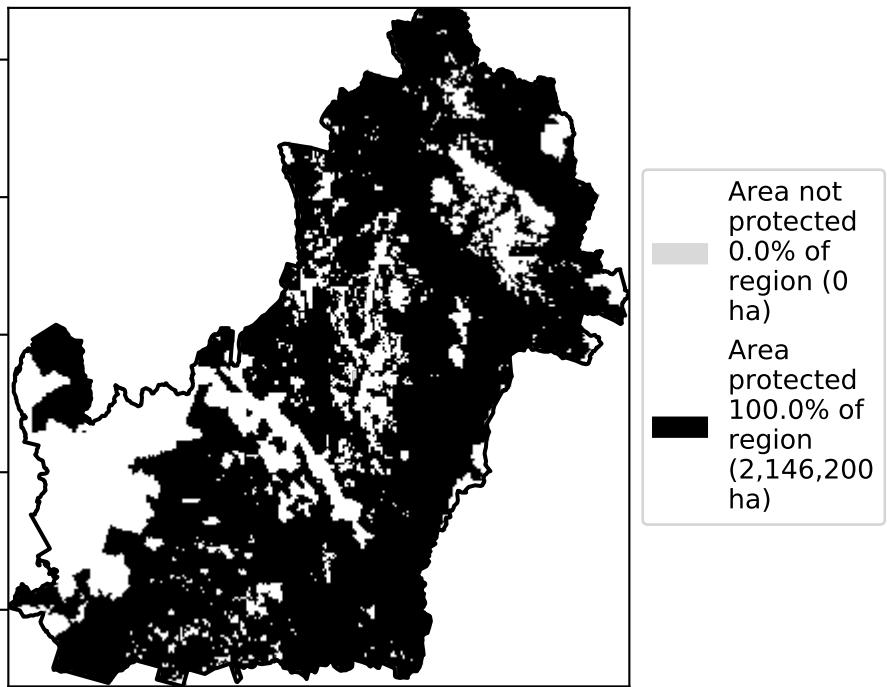 Area not
protected
0.0% of
region (0
ha)
Area
protected
100.0% of
region
(2,146,200
ha)